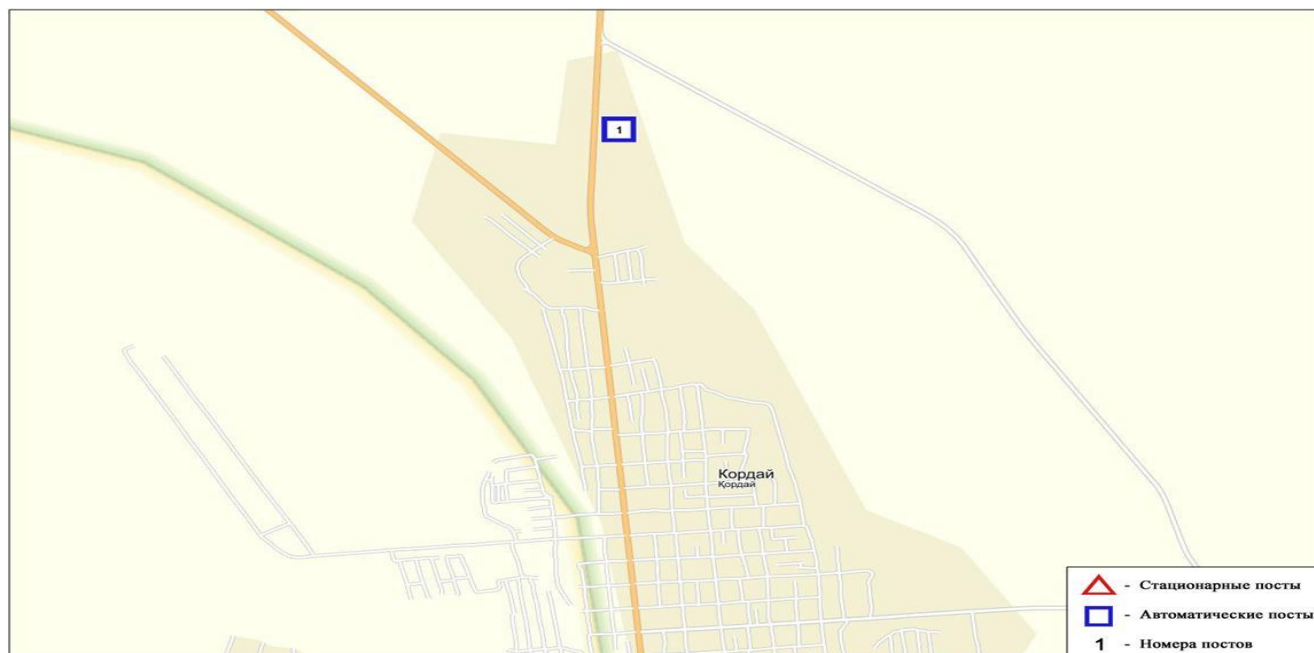 1
Кордай
Қордай
- Стационарные посты
- Автоматические посты
1 - Номера постов